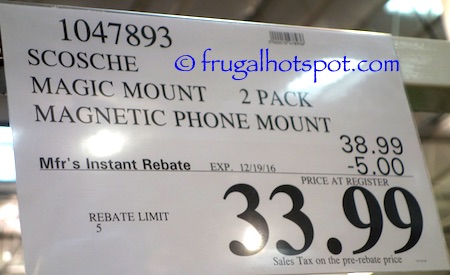 1047893
SCOSCHE
© frugalhotspot.com
MAGIC MOUNT 2 PACK
MAGNETIC PHONE MOUNT
38.99
Mfr's Instant Rebate EXP. 12/19/16 -5.00
PRICE AT REGISTER
REBATE LIMIT
5
33.99
Sales Tax on the pre-rebate price